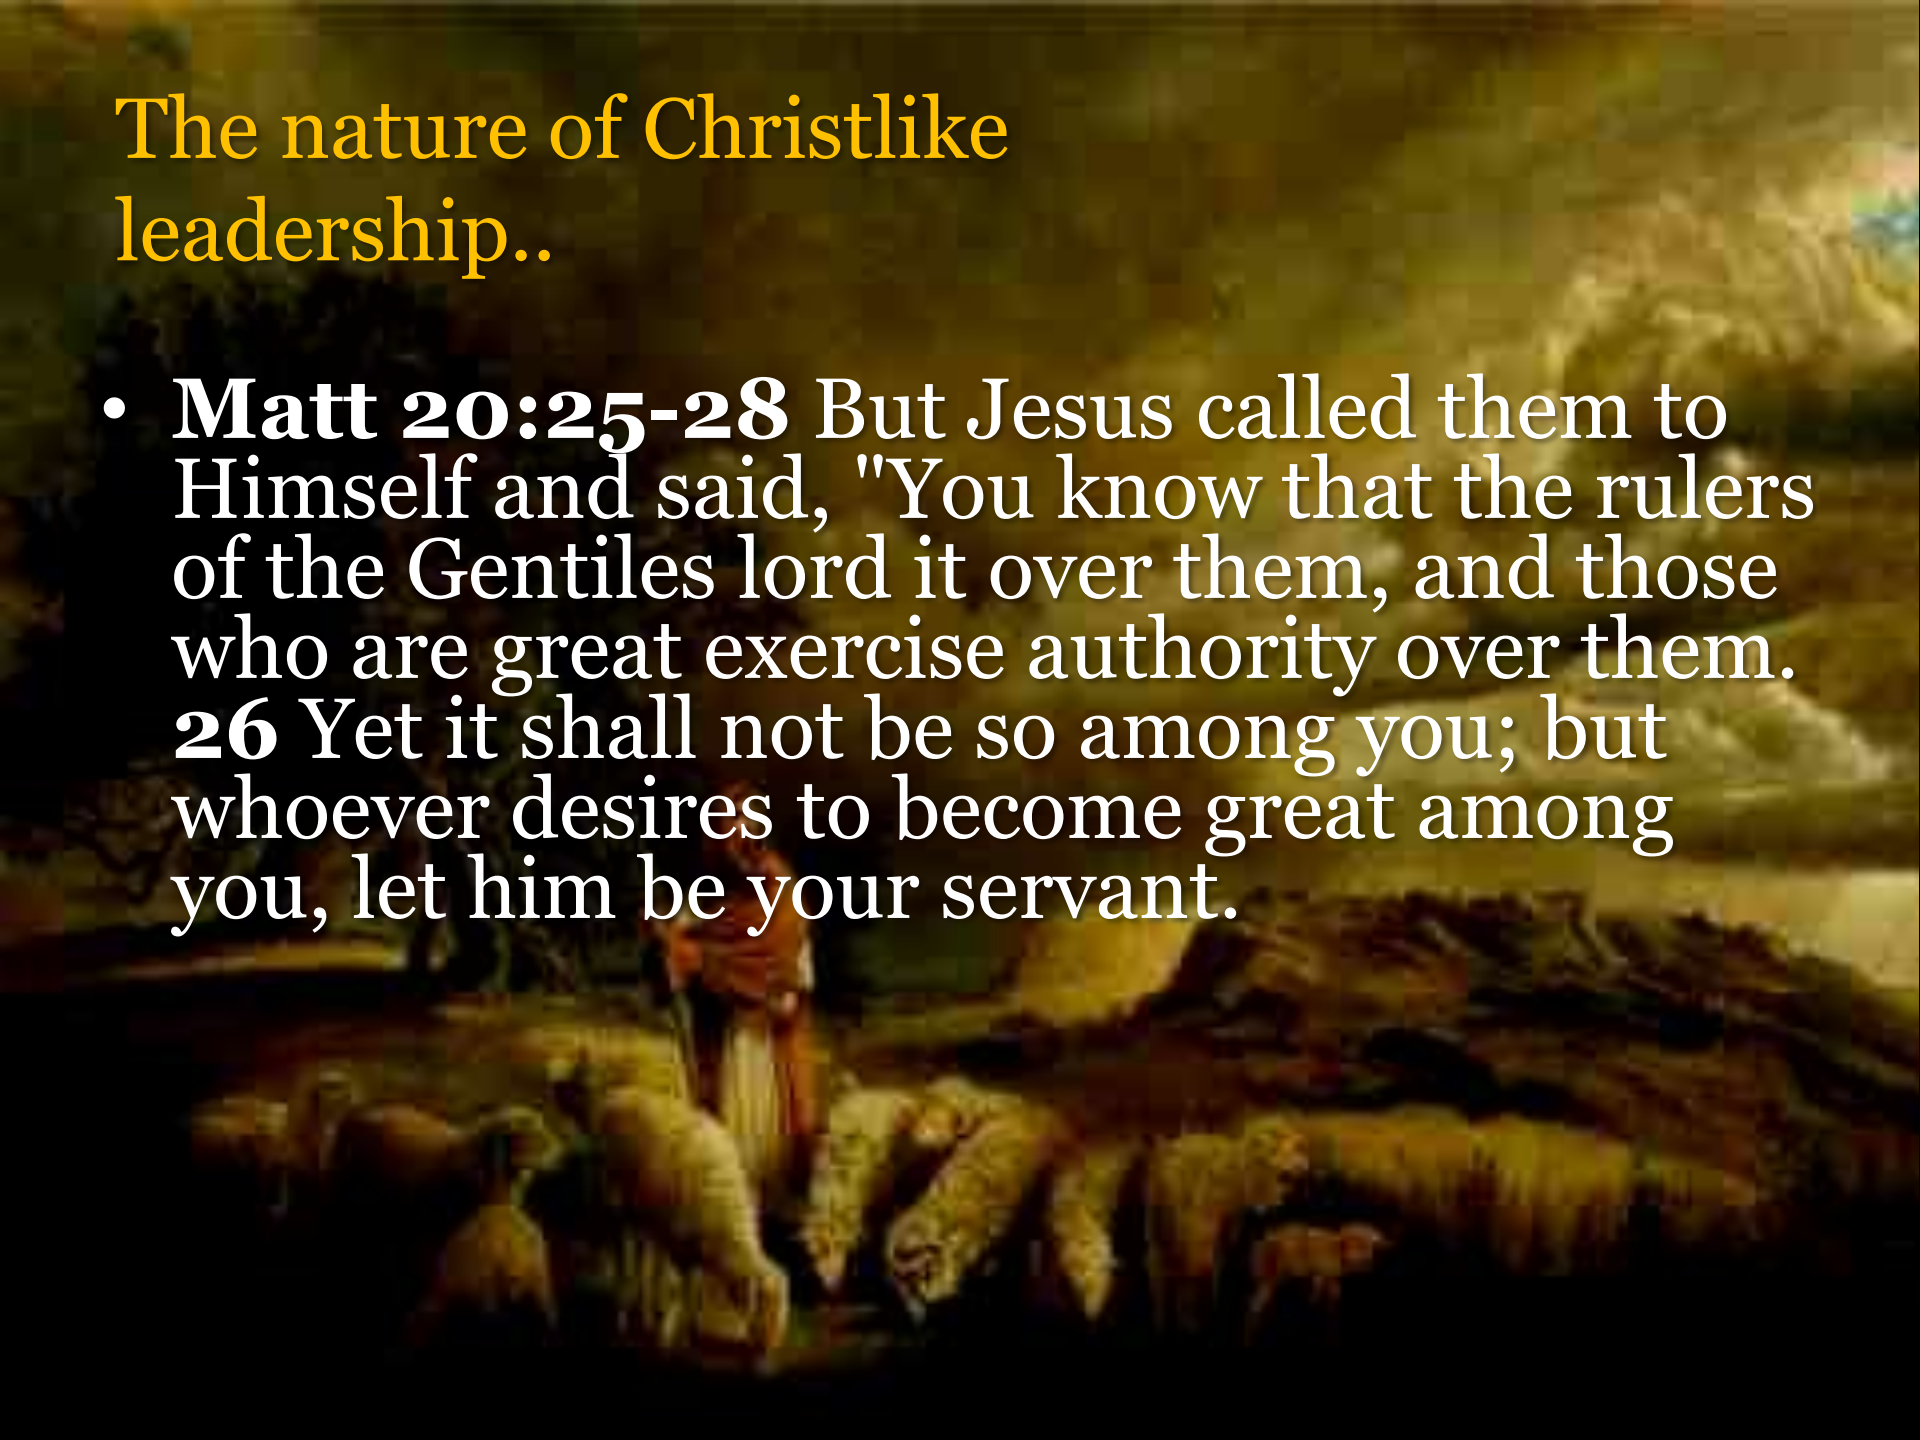 The nature of Christlike
leadership..
• Matt 20:25-28 But Jesus called them to
Himself and said, "You know that the rulers
of the Gentiles lord it over them, and those
who are great exercise authority over them.
26 Yet it shall not be so among you; but
whoever desires to become great among
you, let him be your servant.